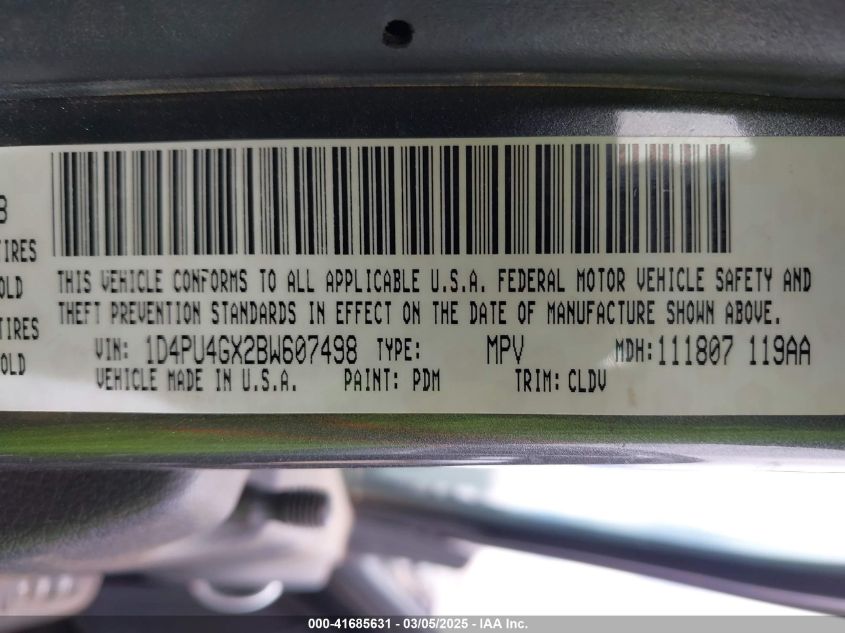 8
TIRES
OLD
TIRES
OLD
THIS VEHICLE CONFORMS TO ALL APPLICABLE U.S.A. FEDERAL MOTOR VEHICLE SAFETY AND
THEFT PREVENTION STANDARDS IN EFFECT ON THE DATE OF MANUFACTURE SHOWN ABOVE.
VIN: 1D4PU4GX2BW607498 TYPE: MPV MDH:111807 119AA
VEHICLE MADE IN U.S.A. PAINT: PDM TRIM: CLDV
000-41685631 - 03/05/2025 - IAA Inc.